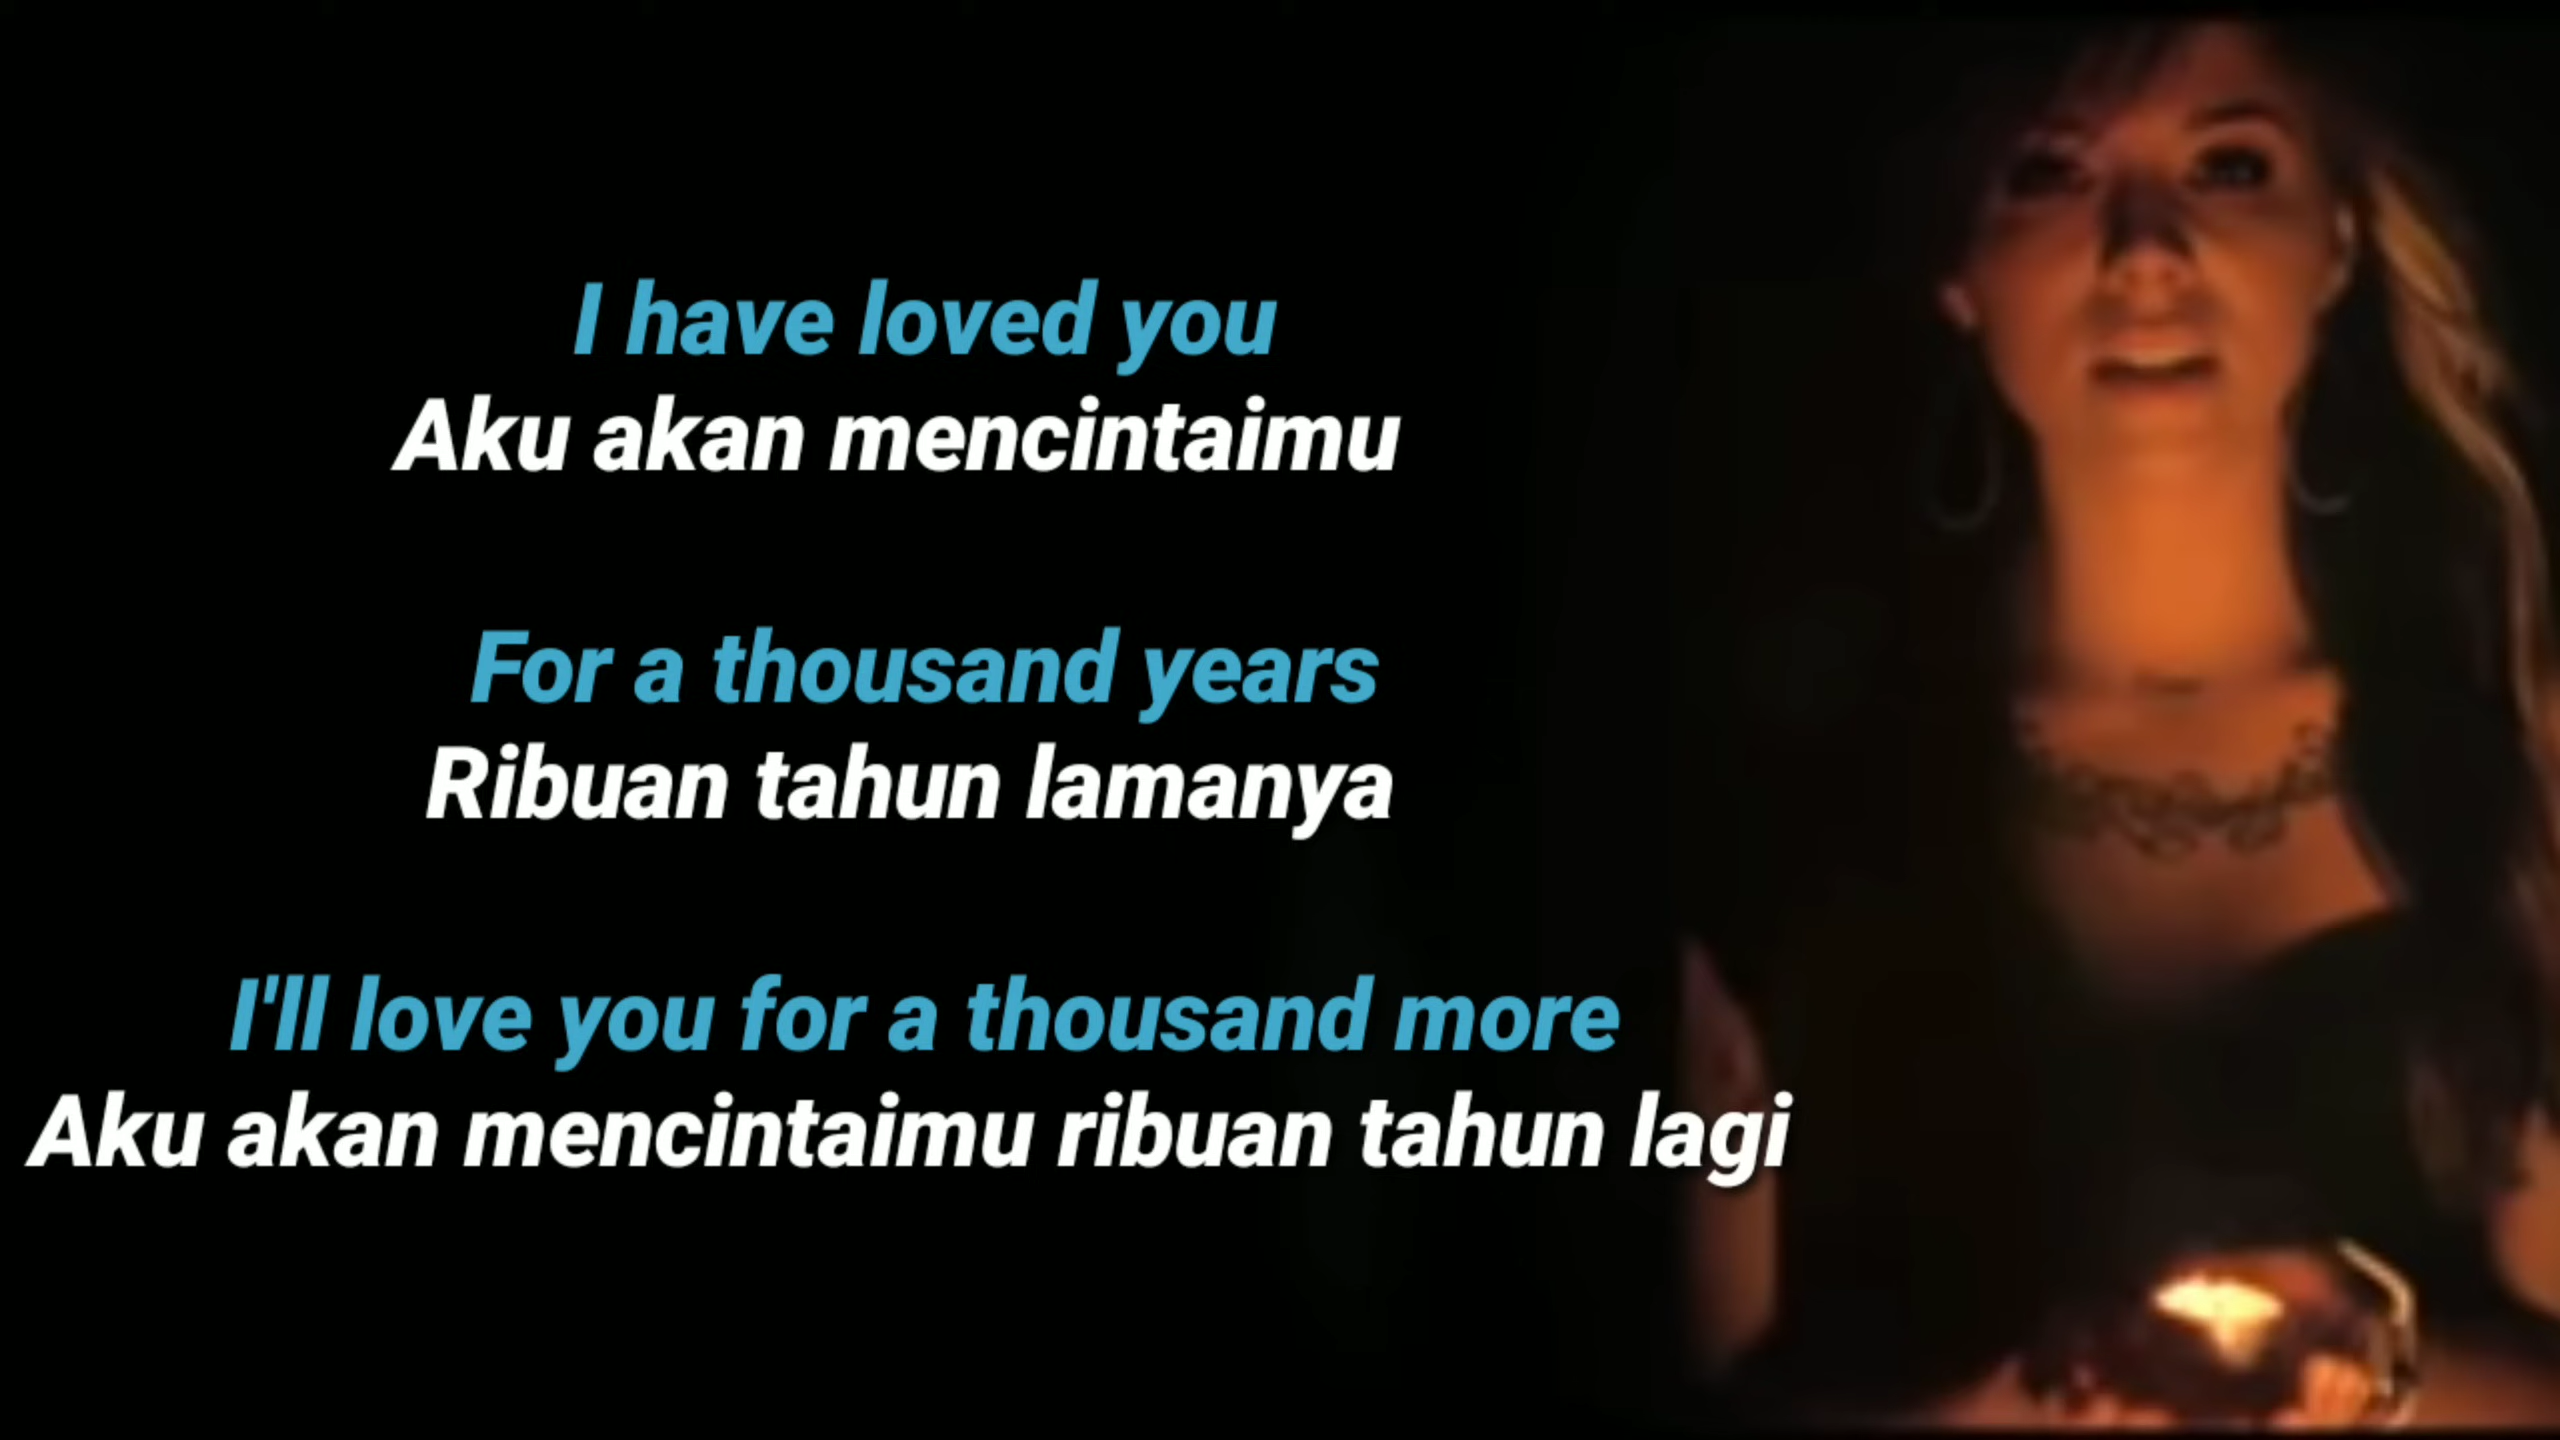 I have loved you
Aku akan mencintaimu
For a thousand years
Ribuan tahun lamanya
I'll love you for a thousand more
Aku akan mencintaimu ribuan tahun lagi